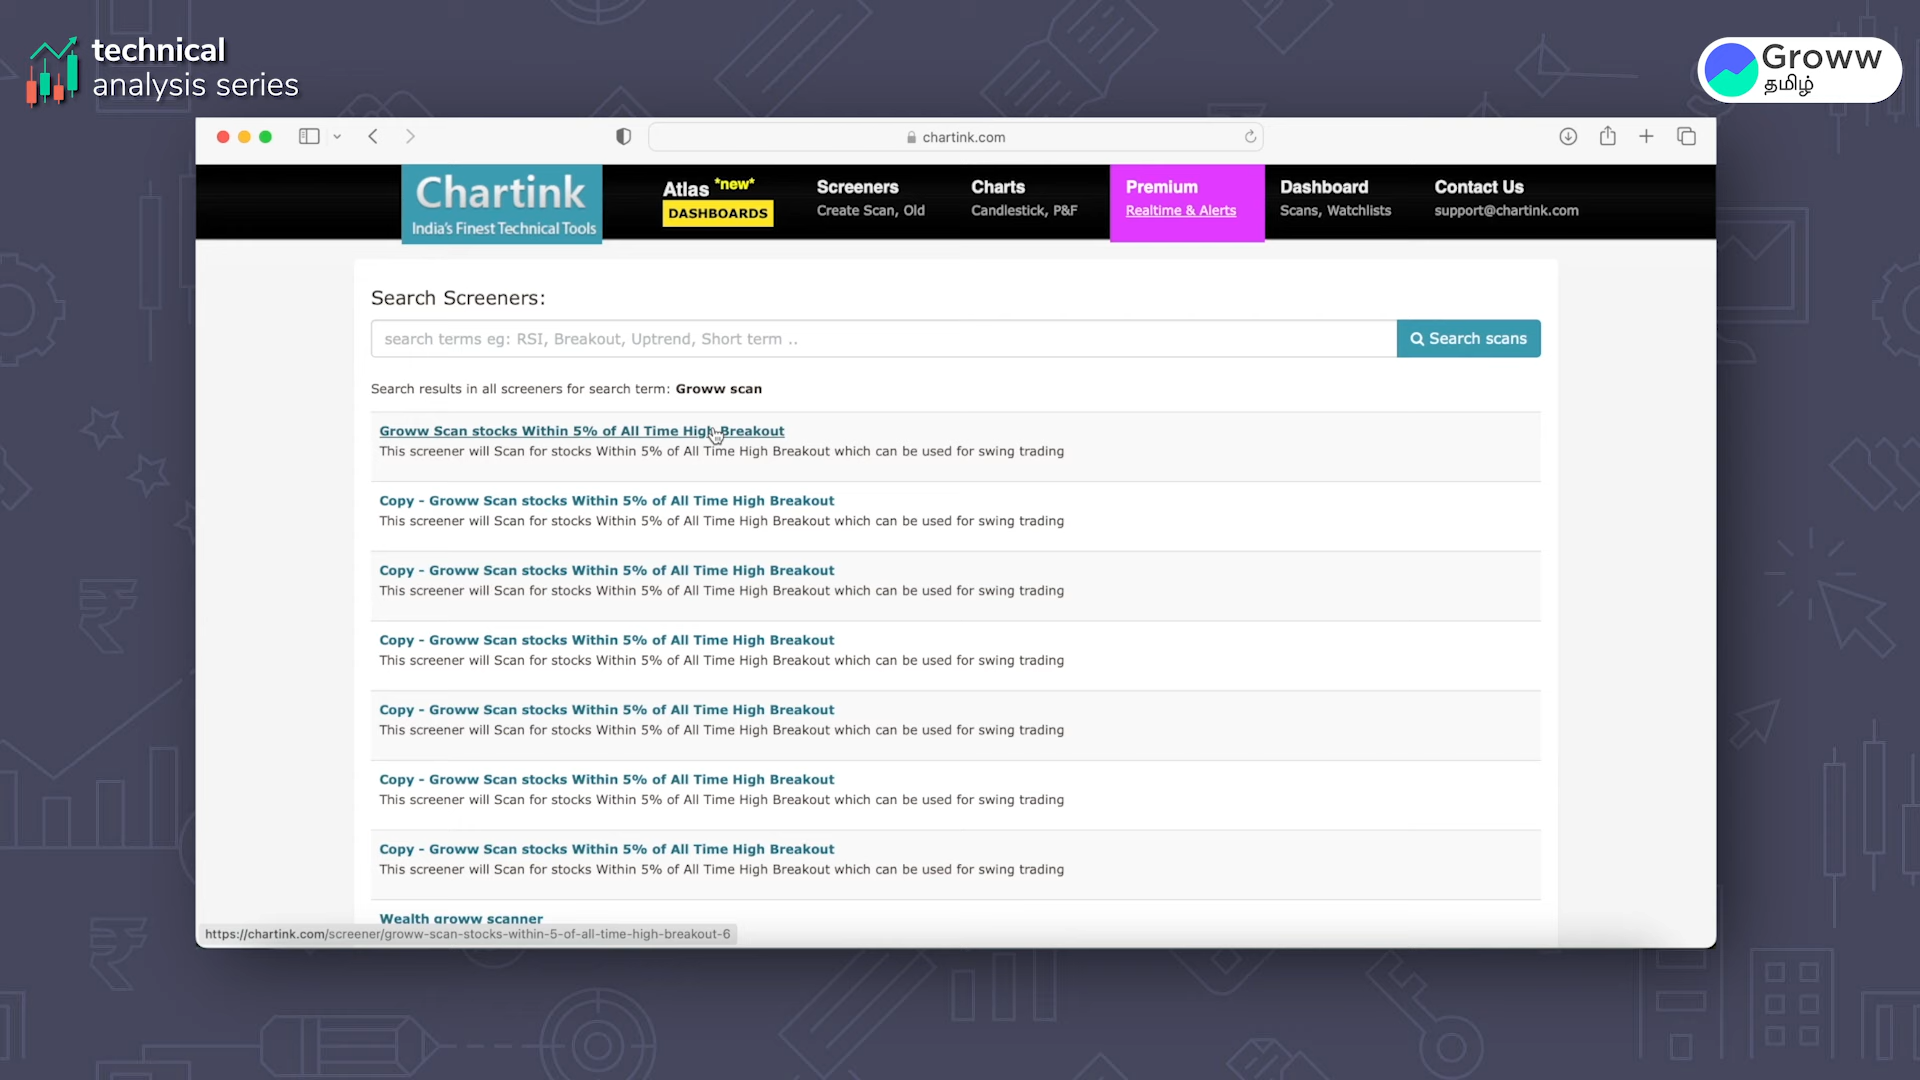 technical
analysis series
Groww
தமிழ்
chartink.com
Chartink
India's Finest Technical Tools
Atlas *new*
DASHBOARDS
Screeners
Create Scan, Old
Charts
Candlestick, P&F
Premium
Realtime & Alerts
Dashboard
Scans, Watchlists
Contact Us
support@chartink.com
Search Screeners:
search terms eg: RSI, Breakout, Uptrend, Short term ..
Search scans
Search results in all screeners for search term: Groww scan
Groww Scan stocks Within 5% of All Time High Breakout
This screener will Scan for stocks Within 5% of All Time High Breakout which can be used for swing trading
Copy - Groww Scan stocks Within 5% of All Time High Breakout
This screener will Scan for stocks Within 5% of All Time High Breakout which can be used for swing trading
Copy - Groww Scan stocks Within 5% of All Time High Breakout
This screener will Scan for stocks Within 5% of All Time High Breakout which can be used for swing trading
Copy - Groww Scan stocks Within 5% of All Time High Breakout
This screener will Scan for stocks Within 5% of All Time High Breakout which can be used for swing trading
Copy - Groww Scan stocks Within 5% of All Time High Breakout
This screener will Scan for stocks Within 5% of All Time High Breakout which can be used for swing trading
Copy - Groww Scan stocks Within 5% of All Time High Breakout
This screener will Scan for stocks Within 5% of All Time High Breakout which can be used for swing trading
Copy - Groww Scan stocks Within 5% of All Time High Breakout
This screener will Scan for stocks Within 5% of All Time High Breakout which can be used for swing trading
Wealth groww scanner
https://chartink.com/screener/groww-scan-stocks-within-5-of-all-time-high-breakout-6